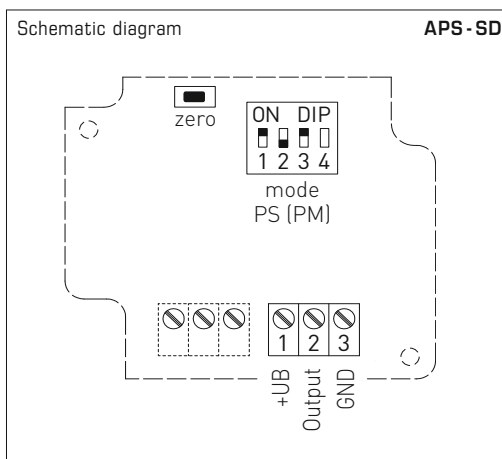 Schematic diagram APS-SD
zero
ON DIP
1 2 3 4
mode
PS (PM)
1 2 3
+UB
Output
GND